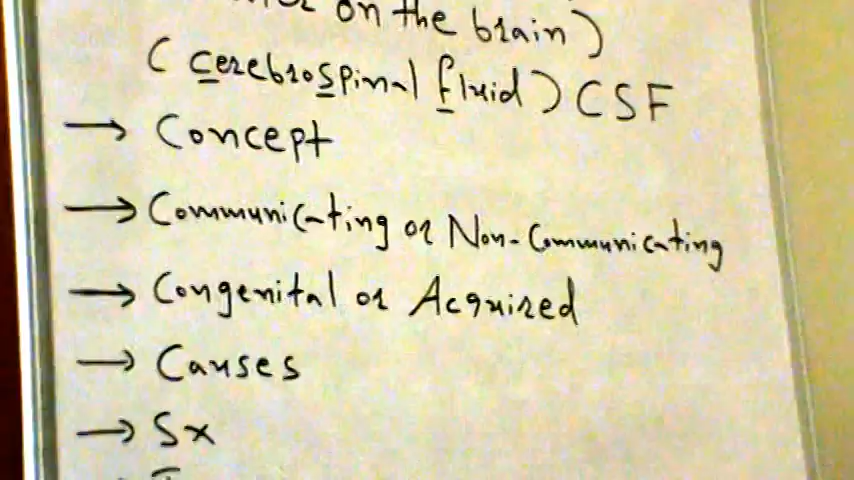 on the brain)
(Cerebrospinal fluid) CSF
→ Concept
→ Communicating or Non-Communicating
→ Congenital or Acquired
→ Causes
→ Sx